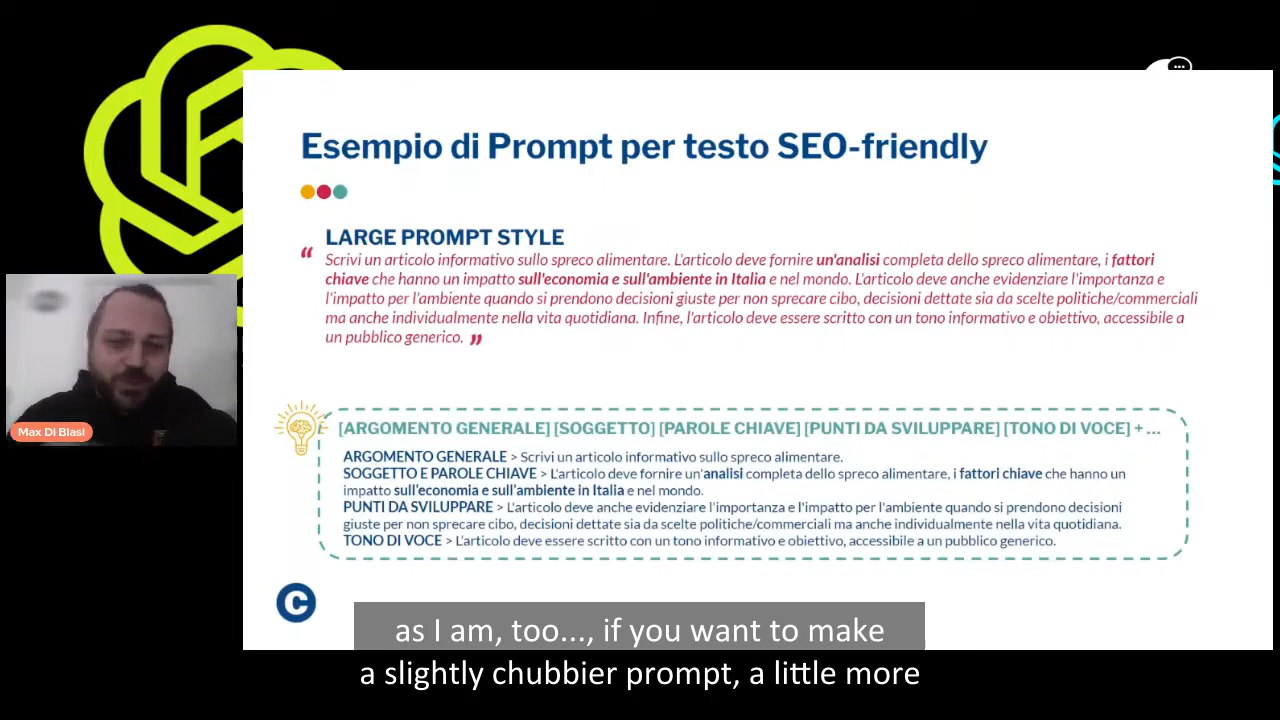 Esempio di Prompt per testo SEO-friendly
LARGE PROMPT STYLE
“ Scrivi un articolo informativo sullo spreco alimentare. L'articolo deve fornire un'analisi completa dello spreco alimentare, i fattori
chiave che hanno un impatto sull'economia e sull'ambiente in Italia e nel mondo. L'articolo deve anche evidenziare l'importanza e
l'impatto per l'ambiente quando si prendono decisioni giuste per non sprecare cibo, decisioni dettate sia da scelte politiche/commerciali
ma anche individualmente nella vita quotidiana. Infine, l'articolo deve essere scritto con un tono informativo e obiettivo, accessibile a
un pubblico generico. ”
[ARGOMENTO GENERALE] [SOGGETTO] [PAROLE CHIAVE] [PUNTI DA SVILUPPARE] [TONO DI VOCE] + ...
ARGOMENTO GENERALE > Scrivi un articolo informativo sullo spreco alimentare.
SOGGETTO E PAROLE CHIAVE > L'articolo deve fornire un'analisi completa dello spreco alimentare, i fattori chiave che hanno un
impatto sull'economia e sull'ambiente in Italia e nel mondo.
PUNTI DA SVILUPPARE > L'articolo deve anche evidenziare l'importanza e l'impatto per l'ambiente quando si prendono decisioni
giuste per non sprecare cibo, decisioni dettate sia da scelte politiche/commerciali ma anche individualmente nella vita quotidiana.
TONO DI VOCE > L'articolo deve essere scritto con un tono informativo e obiettivo, accessibile a un pubblico generico.
Max Di Blasi
C
as I am, too..., if you want to make
a slightly chubbier prompt, a little more